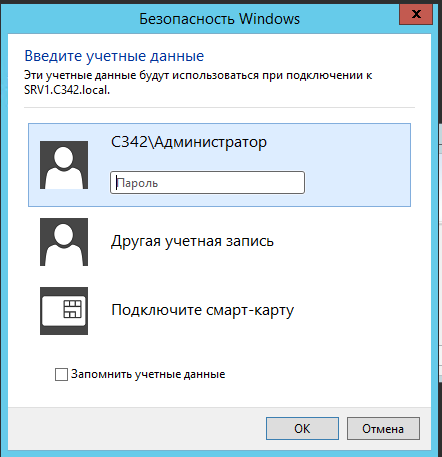 Безопасность Windows
x
Введите учетные данные
Эти учетные данные будут использоваться при подключении к
SRV1.C342.local.
C342\Администратор
Пароль
Другая учетная запись
Подключите смарт-карту
Запомнить учетные данные
ОК
Отмена